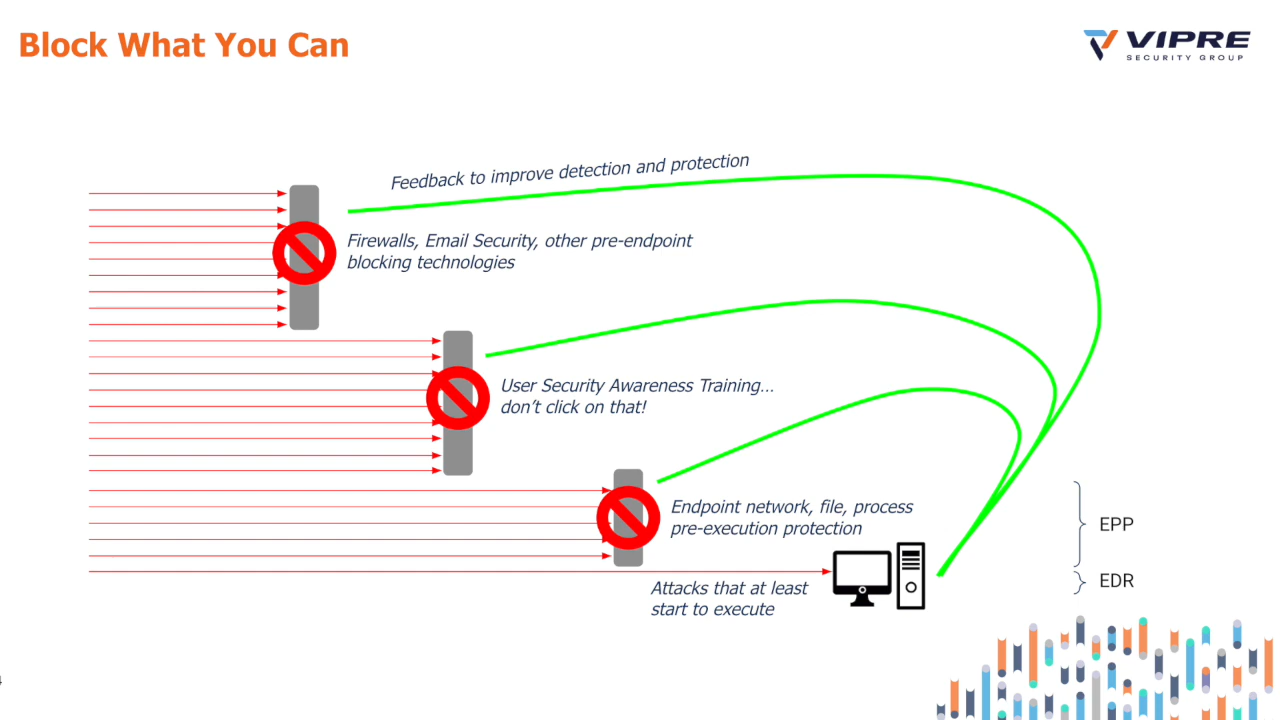 Block What You Can
VIPRE
SECURITY GROUP
Feedback to improve detection and protection
Firewalls, Email Security, other pre-endpoint
blocking technologies
User Security Awareness Training…
don't click on that!
Endpoint network, file, process
pre-execution protection
EPP
Attacks that at least
start to execute
EDR